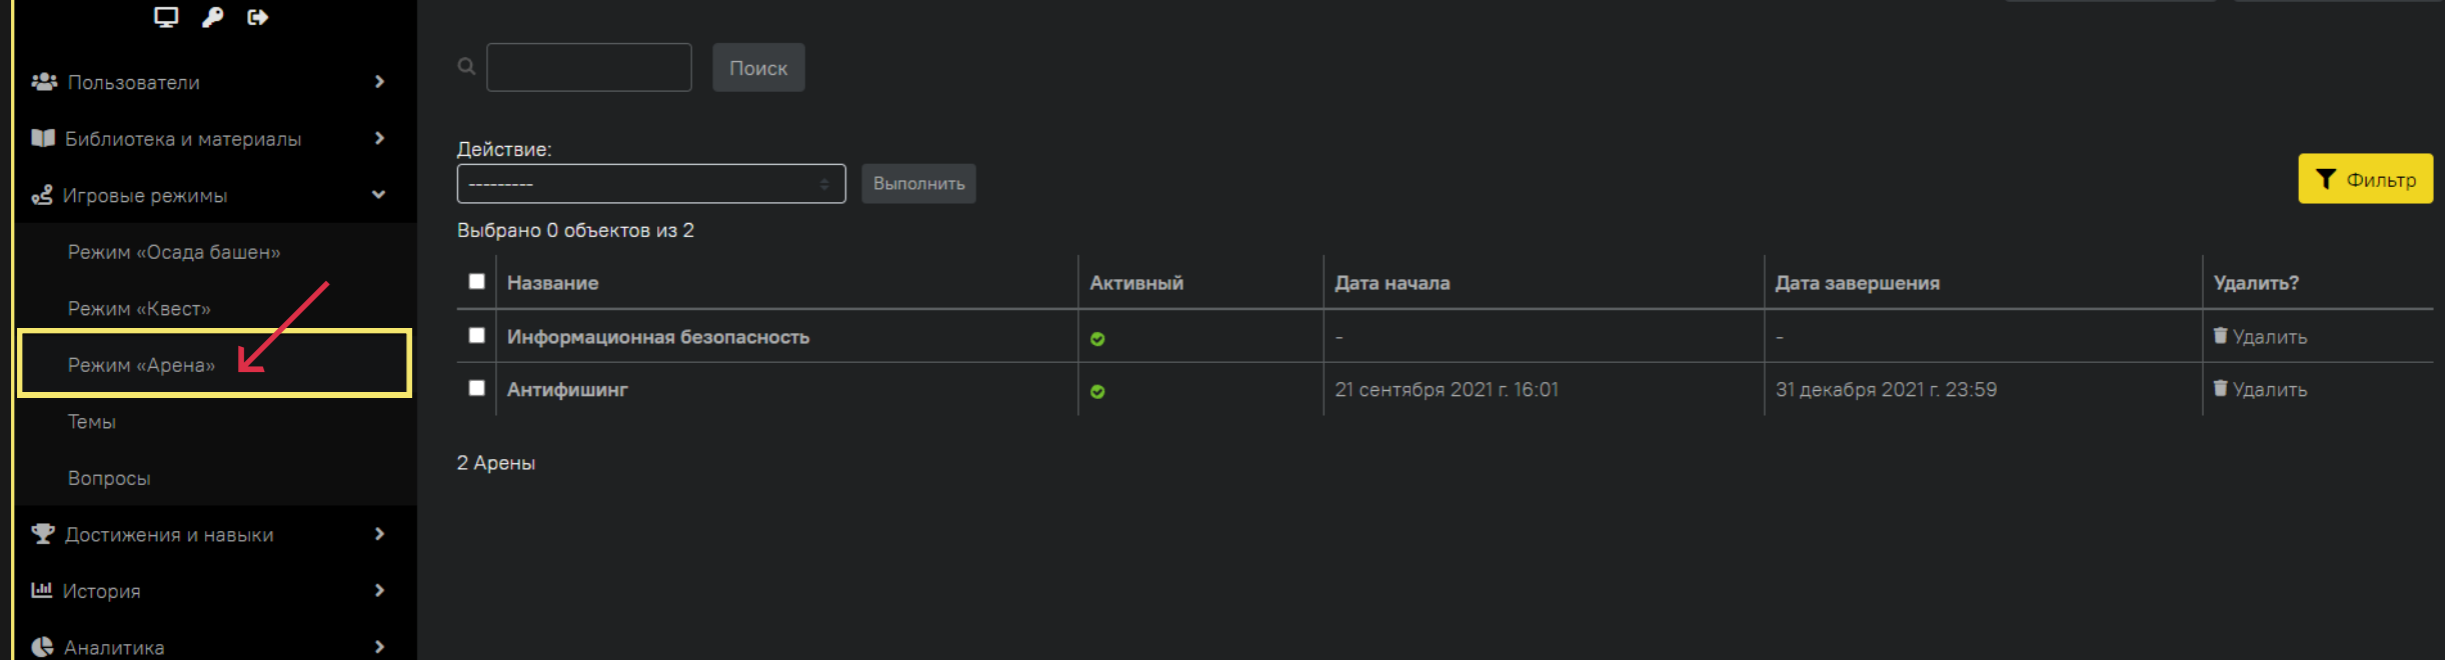 Пользователи
Библиотека и материалы
Игровые режимы
Режим «Осада башен»
Режим «Квест»
Режим «Арена»
Темы
Вопросы
Достижения и навыки
История
Аналитика
Поиск
Действие:
--------- Выполнить
Фильтр
Выбрано 0 объектов из 2
Название Активный Дата начала Дата завершения Удалить?
Информационная безопасность - - Удалить
Антифишинг 21 сентября 2021 г. 16:01 31 декабря 2021 г. 23:59 Удалить
2 Арены